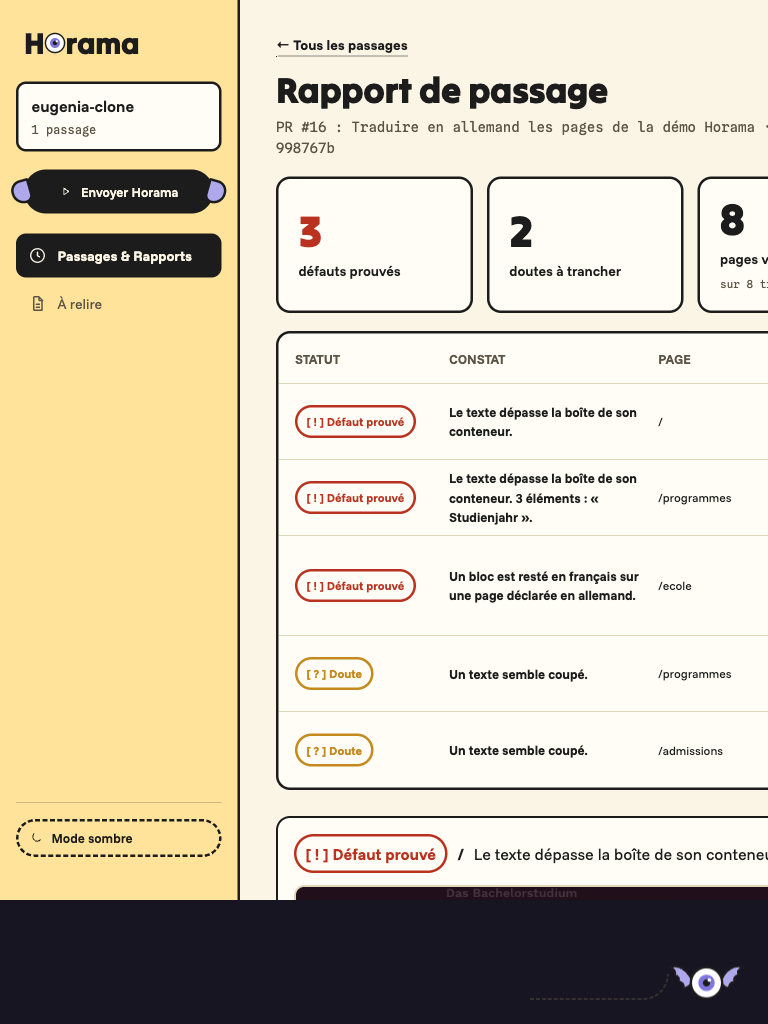 Horama
eugenia-clone
1 passage
Envoyer Horama
Passages & Rapports
À relire
Mode sombre
← Tous les passages
Rapport de passage
PR #16 : Traduire en allemand les pages de la démo Horama ·
998767b
3
défauts prouvés
2
doutes à trancher
8
pages
sur 8
STATUT CONSTAT PAGE
[ ! ] Défaut prouvé
Le texte dépasse la boîte de son
conteneur.
/
[ ! ] Défaut prouvé
Le texte dépasse la boîte de son
conteneur. 3 éléments : «
Studienjahr ».
/programmes
[ ! ] Défaut prouvé
Un bloc est resté en français sur
une page déclarée en allemand.
/ecole
[ ? ] Doute
Un texte semble coupé.
/programmes
[ ? ] Doute
Un texte semble coupé.
/admissions
[ ! ] Défaut prouvé / Le texte dépasse la boîte de son conteneu
Das Bachelorstudium